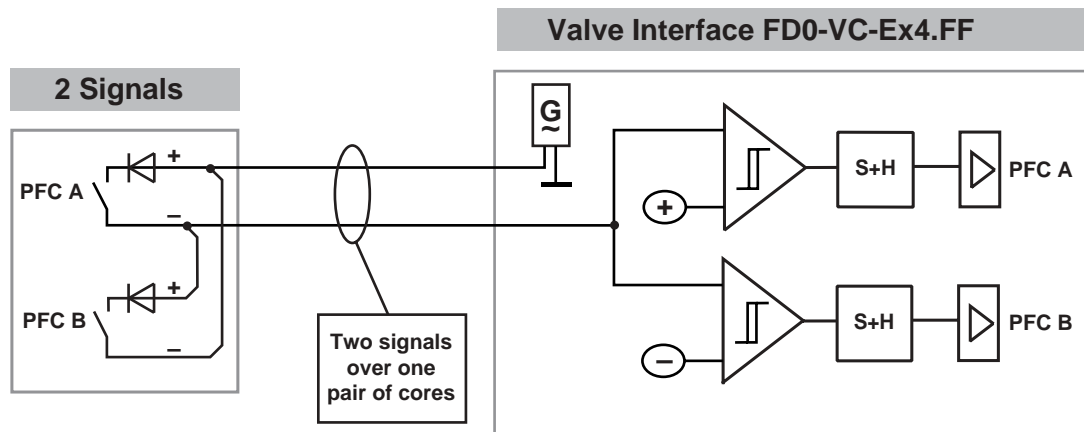 Valve Interface FD0-VC-Ex4.FF
2 Signals
G
~
PFC A
+
−
PFC B
+
−
Two signals
over one
pair of cores
+
S+H
PFC A
−
S+H
PFC B